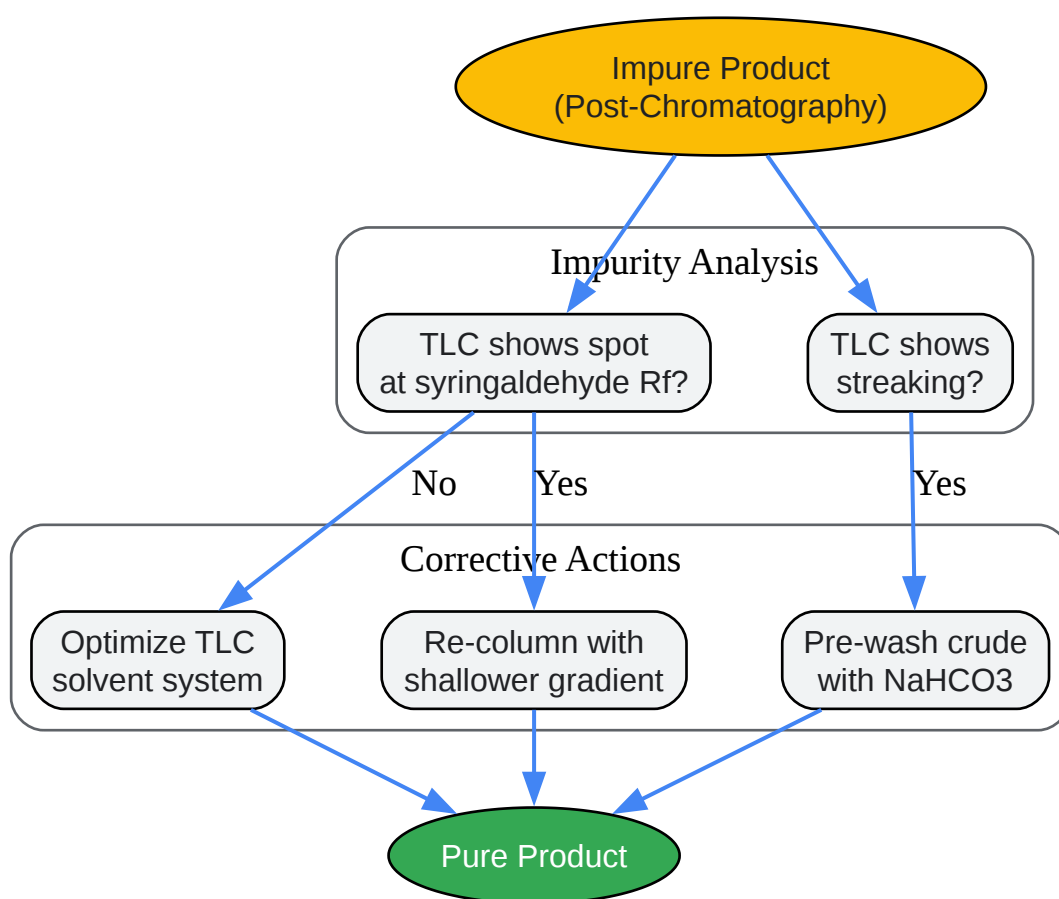 Impure Product
(Post-Chromatography)
Impurity Analysis
TLC shows spot
at syringaldehyde Rf?
TLC shows
streaking?
No
Yes
Yes
Corrective Actions
Optimize TLC
solvent system
Re-column with
shallower gradient
Pre-wash crude
with NaHCO3
Pure Product